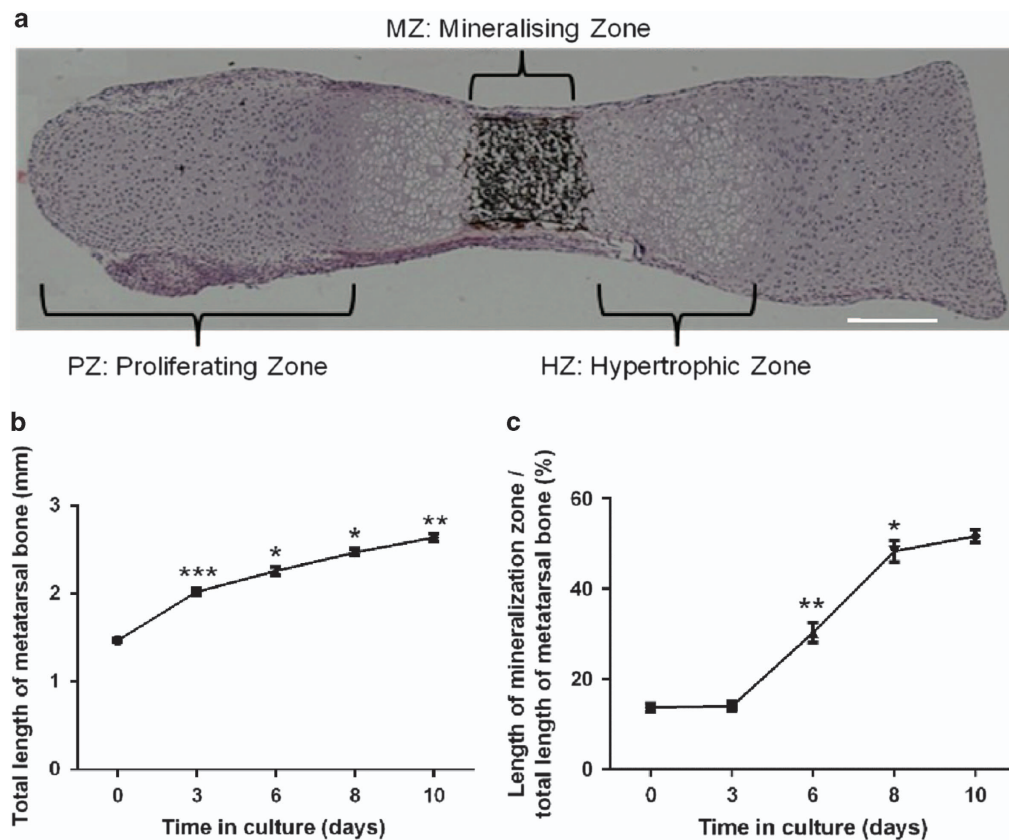 a
MZ: Mineralising Zone
PZ: Proliferating Zone
HZ: Hypertrophic Zone
b
Total length of metatarsal bone (mm)
3
2
1
0
***
*
*
**
0 3 6 8 10
Time in culture (days)
c
Length of mineralization zone /
total length of metatarsal bone (%)
60
40
20
0
**
*
0 3 6 8 10
Time in culture (days)